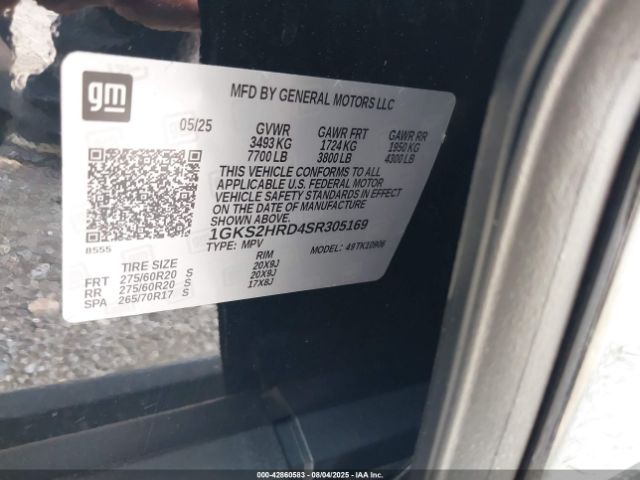 gm
MFD BY GENERAL MOTORS LLC
05/25 GVWR GAWR FRT GAWR RR
3493 KG 1724 KG 1950 KG
7700 LB 3800 LB 4300 LB
THIS VEHICLE CONFORMS TO ALL
APPLICABLE U.S. FEDERAL MOTOR
VEHICLE SAFETY STANDARDS IN EFFECT
ON THE DATE OF MANUFACTURE
SHOWN ABOVE.
1GKS2HRD4SR305169
8555
TYPE: MPV MODEL: 49TK10906
TIRE SIZE RIM
FRT 275/60R20 S 20X9J
RR 275/60R20 S 20X9J
SPA 265/70R17 S 17X8J
000-42860583 - 08/04/2025 - IAAI.COM